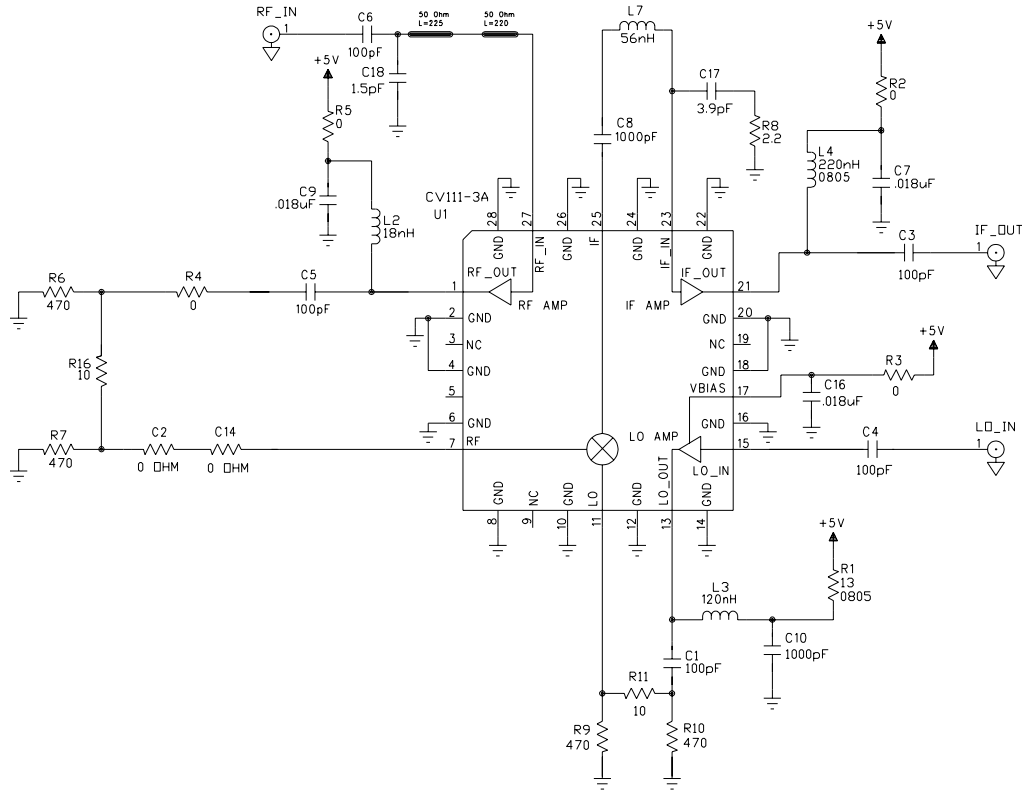 RF_IN
1
C6
100pF
50 Ohm
L=225
50 Ohm
L=220
C18
1.5pF
+5V
R5
0
C9
.018uF
L2
18nH
L7
56nH
C17
3.9pF
R8
2.2
C8
1000pF
+5V
R2
0
L4
220nH
0805
C7
.018uF
C3
100pF
IF_OUT
1
CV111-3A
U1
28
27
26
25
24
23
22
GND
RF_IN
GND
IF
GND
IF_IN
GND
RF_OUT
RF AMP
IF_OUT
IF AMP
1
2
GND
3
NC
4
GND
5
6
GND
7
RF
21
GND
20
NC
19
GND
18
VBIAS
17
GND
16
LO AMP
LO_IN
15
LO_OUT
GND
NC
GND
LO
GND
GND
8
9
10
11
12
13
14
R6
470
R4
0
C5
100pF
R16
10
R7
470
C2
0 OHM
C14
0 OHM
C16
.018uF
R3
0
+5V
C4
100pF
LO_IN
1
+5V
R1
13
0805
L3
120nH
C10
1000pF
C1
100pF
R11
10
R9
470
R10
470